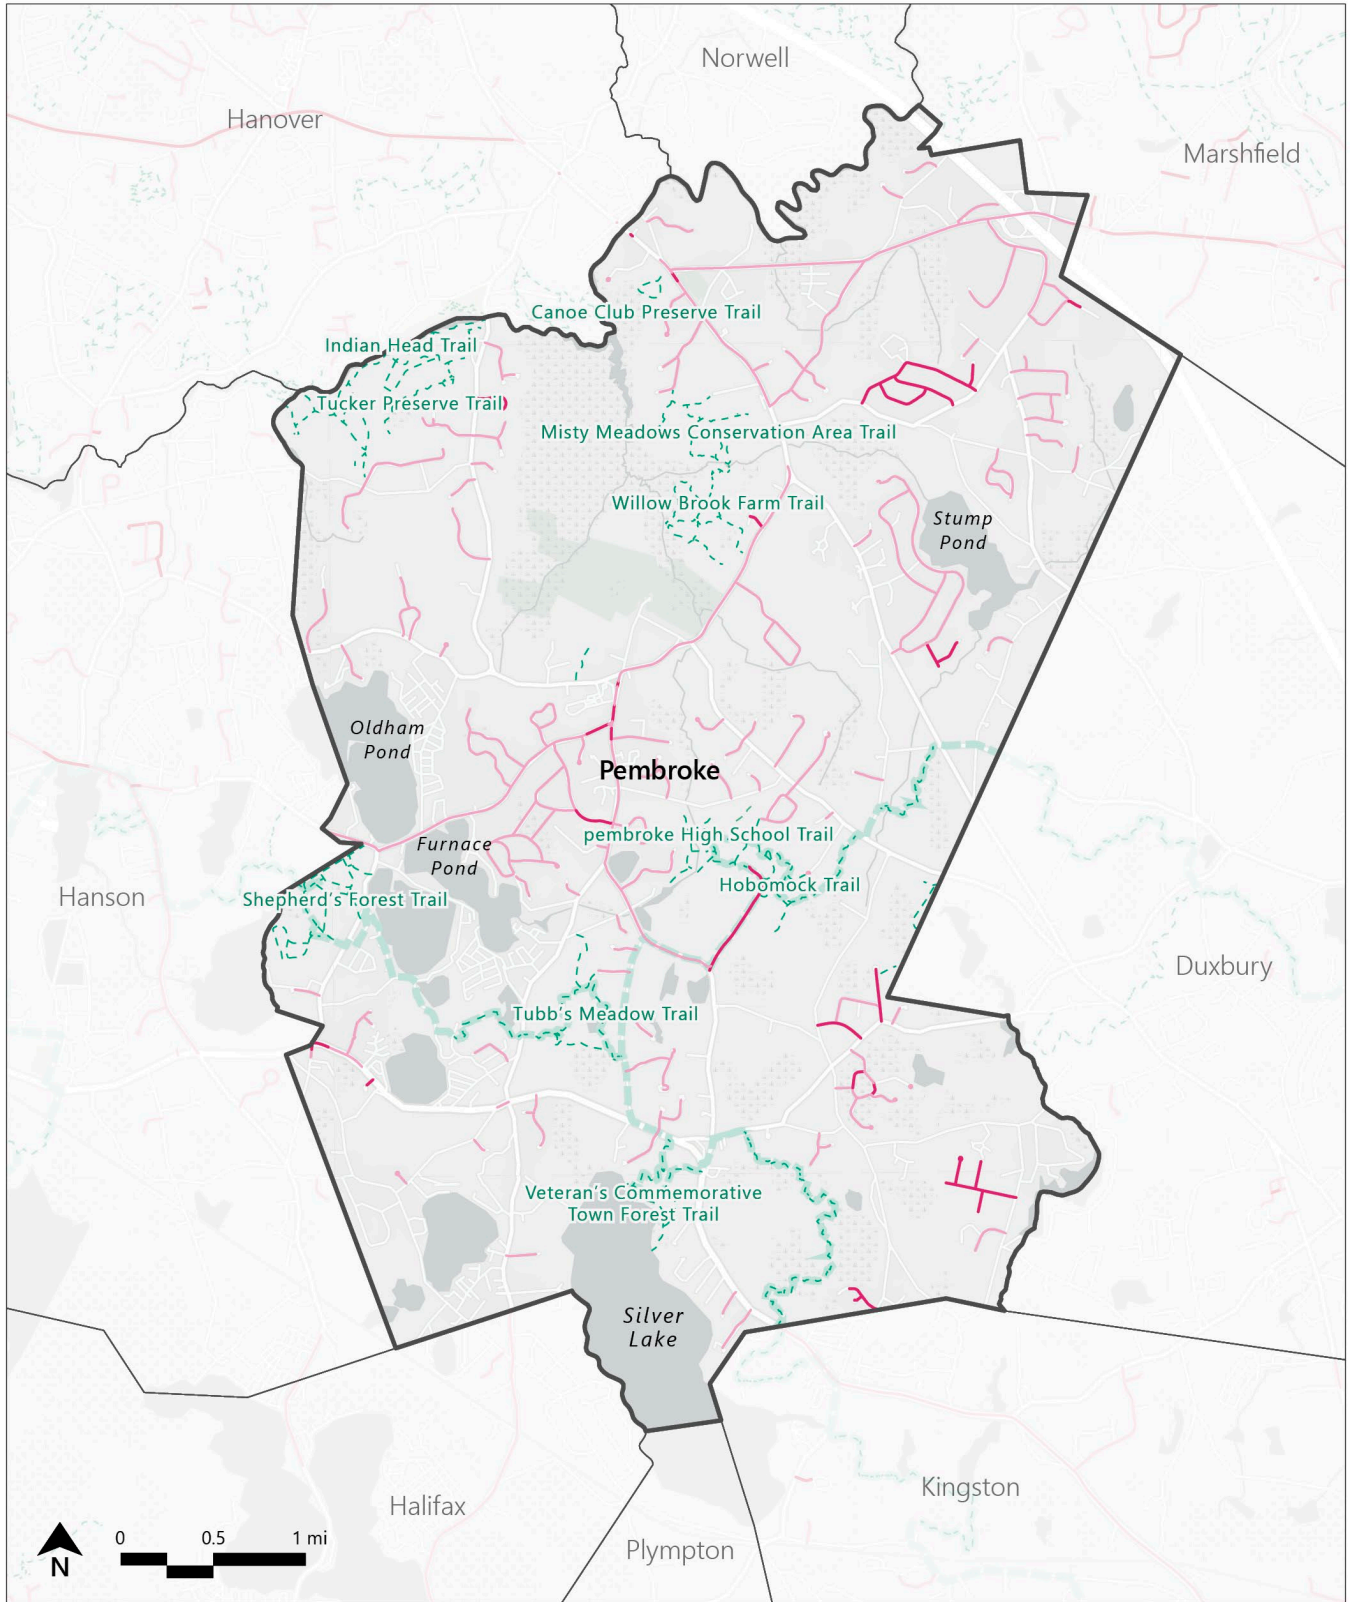 Norwell
Hanover
Marshfield
Canoe Club Preserve Trail
Indian Head Trail
Tucker Preserve Trail
Misty Meadows Conservation Area Trail
Willow Brook Farm Trail
Stump
Pond
Oldham
Pond
Pembroke
pembroke High School Trail
Furnace
Pond
Hobomock Trail
Hanson
Shepherd's Forest Trail
Duxbury
Tubb's Meadow Trail
Veteran's Commemorative
Town Forest Trail
Silver
Lake
Kingston
Halifax
Plympton
0 0.5 1 mi
N